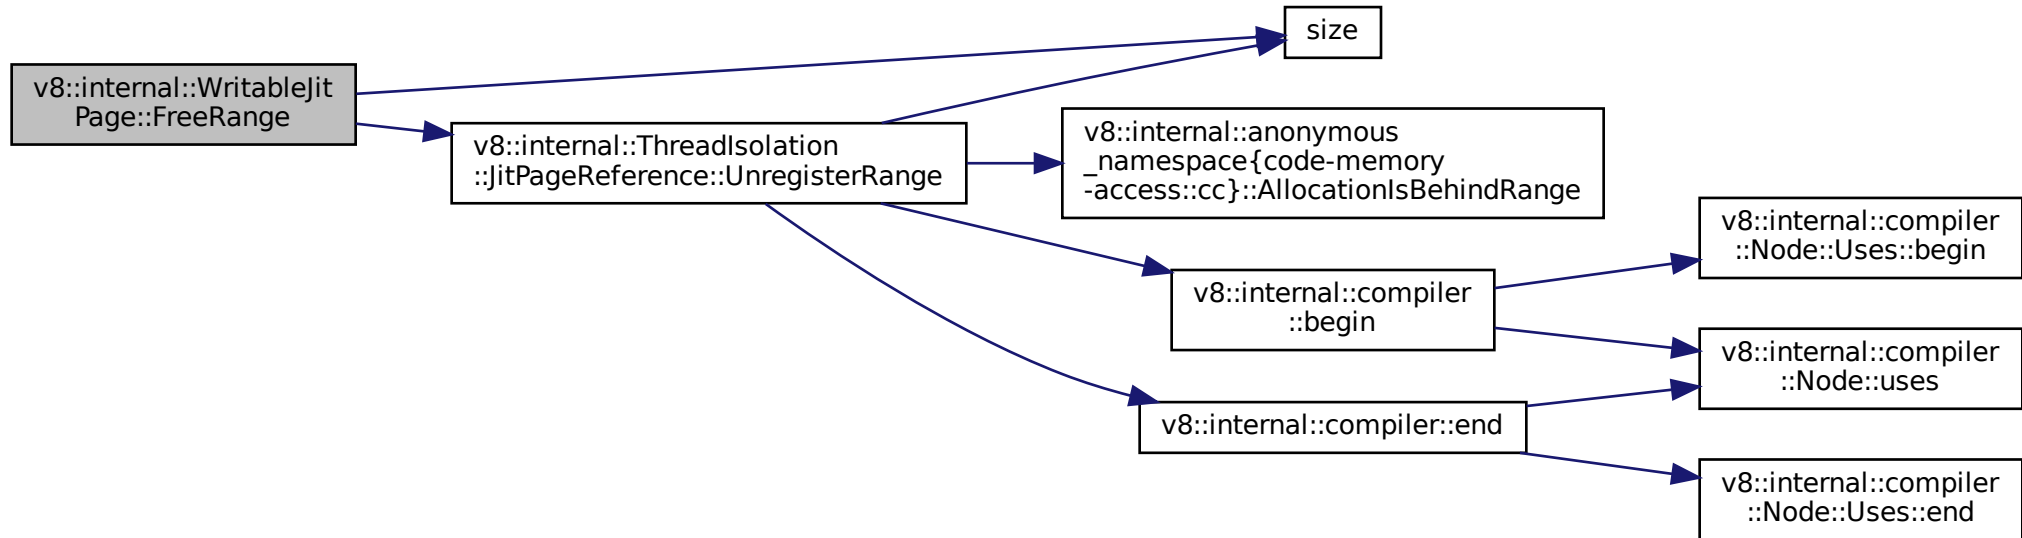 v8::internal::WritableJit
Page::FreeRange
size
v8::internal::ThreadIsolation
::JitPageReference::UnregisterRange
v8::internal::anonymous
_namespace{code-memory
-access::cc}::AllocationIsBehindRange
v8::internal::compiler
::begin
v8::internal::compiler::end
v8::internal::compiler
::Node::Uses::begin
v8::internal::compiler
::Node::uses
v8::internal::compiler
::Node::Uses::end